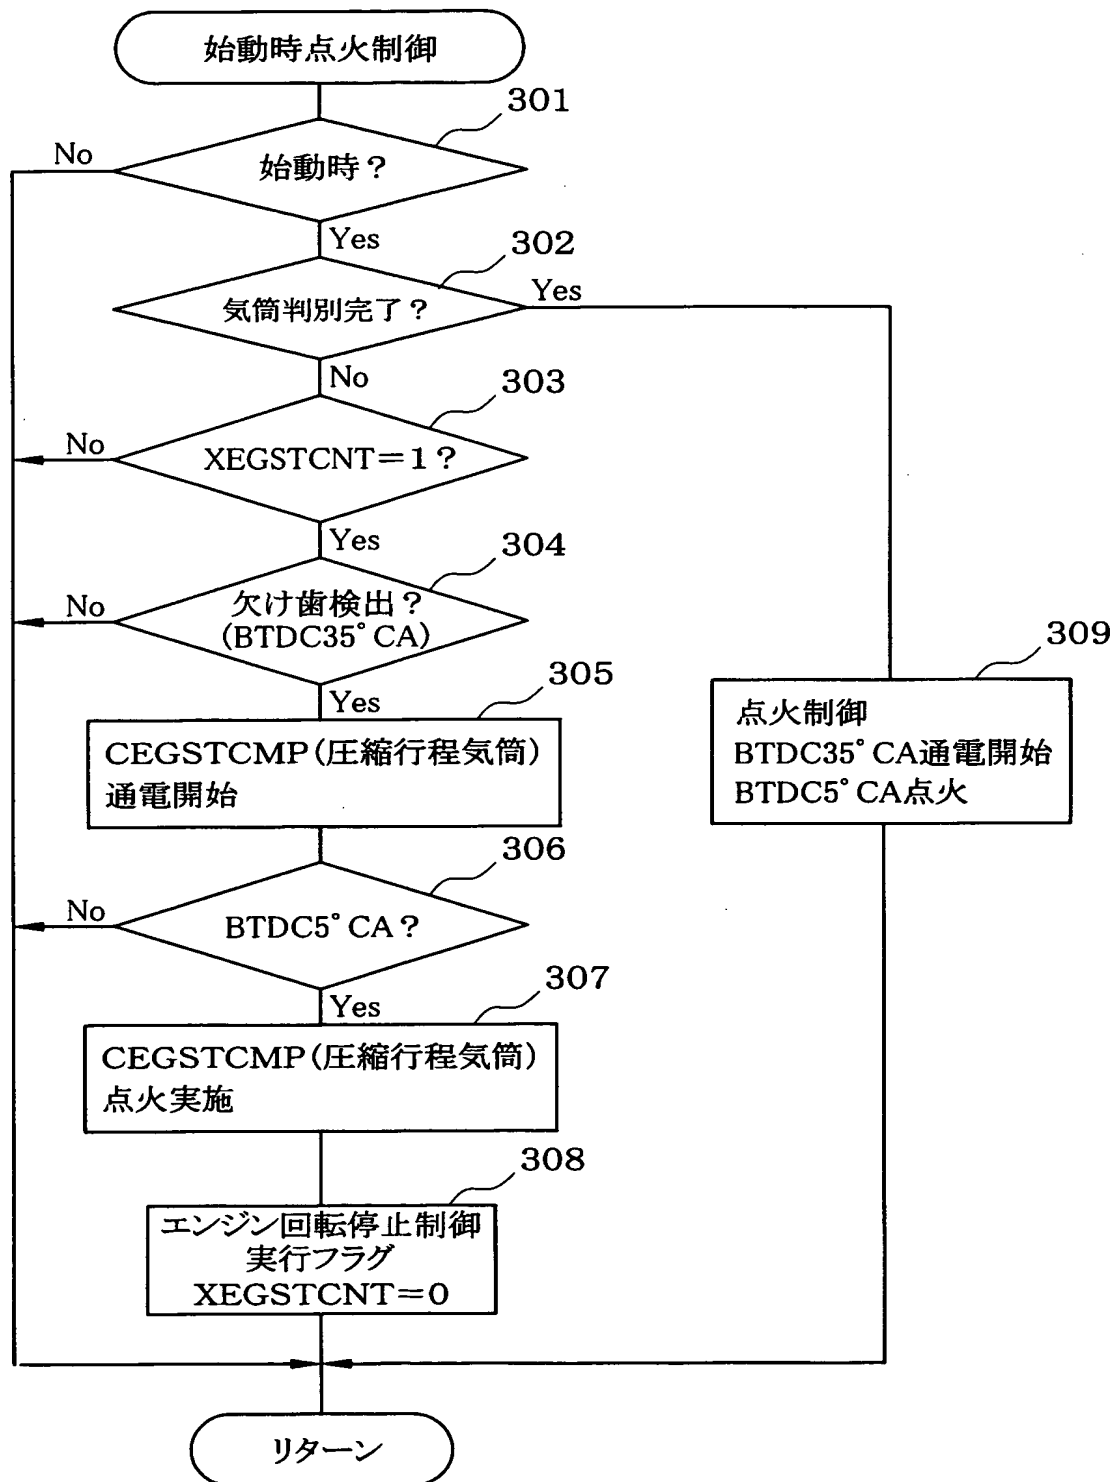 始動時点火制御
301
No
始動時？
Yes
302
気筒判別完了？
Yes
No
303
No
XEGSTCNT＝1？
Yes
304
No
欠け歯検出？
(BTDC35°CA)
Yes
305
CEGSTCMP(圧縮行程気筒)
通電開始
309
点火制御
BTDC35°CA通電開始
BTDC5°CA点火
306
No
BTDC5°CA？
Yes
307
CEGSTCMP(圧縮行程気筒)
点火実施
308
エンジン回転停止制御
実行フラグ
XEGSTCNT＝0
リターン